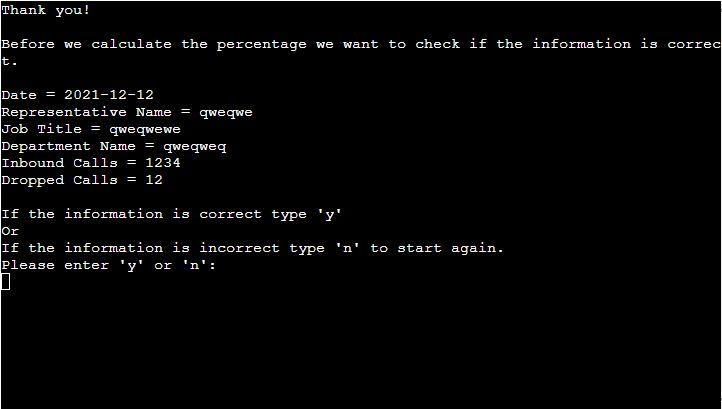 Thank you!
Before we calculate the percentage we want to check if the information is correc
t.
Date = 2021-12-12
Representative Name = qweqwe
Job Title = qweqwewe
Department Name = qweqweq
Inbound Calls = 1234
Dropped Calls = 12
If the information is correct type 'y'
Or
If the information is incorrect type 'n' to start again.
Please enter 'y' or 'n':